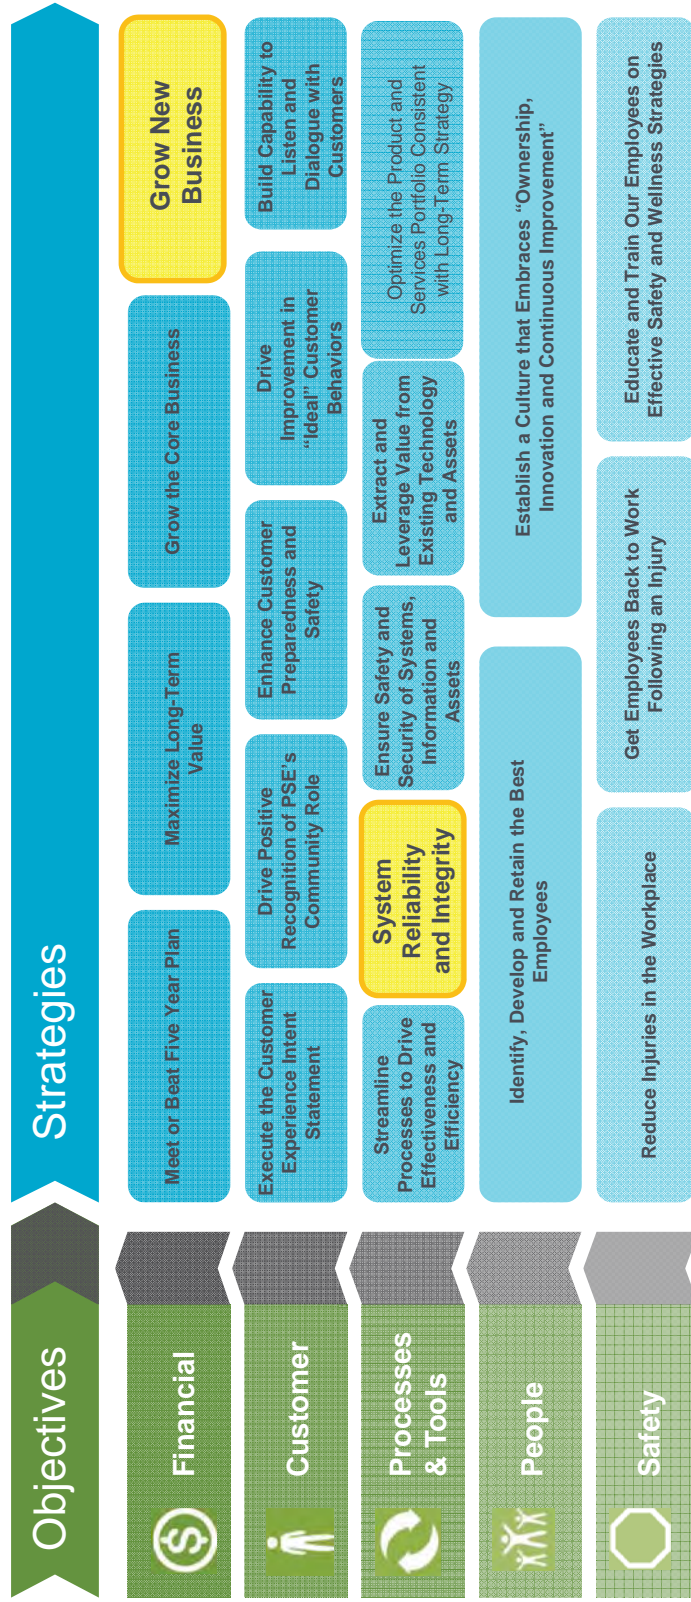 Objectives
Strategies
Financial
Meet or Beat Five Year Plan
Maximize Long-Term
Value
Grow the Core Business
Grow New
Business
Customer
Execute the Customer
Experience Intent
Statement
Drive Positive
Recognition of PSE's
Community Role
Enhance Customer
Preparedness and
Safety
Drive
Improvement in
“Ideal” Customer
Behaviors
Build Capability to
Listen and
Dialogue with
Customers
Processes
& Tools
Streamline
Processes to Drive
Effectiveness and
Efficiency
System
Reliability
and Integrity
Ensure Safety and
Security of Systems,
Information and
Assets
Extract and
Leverage Value from
Existing Technology
and Assets
Optimize the Product and
Services Portfolio Consistent
with Long-Term Strategy
People
Identify, Develop and Retain the Best
Employees
Establish a Culture that Embraces “Ownership,
Innovation and Continuous Improvement”
Safety
Reduce Injuries in the Workplace
Get Employees Back to Work
Following an Injury
Educate and Train Our Employees on
Effective Safety and Wellness Strategies